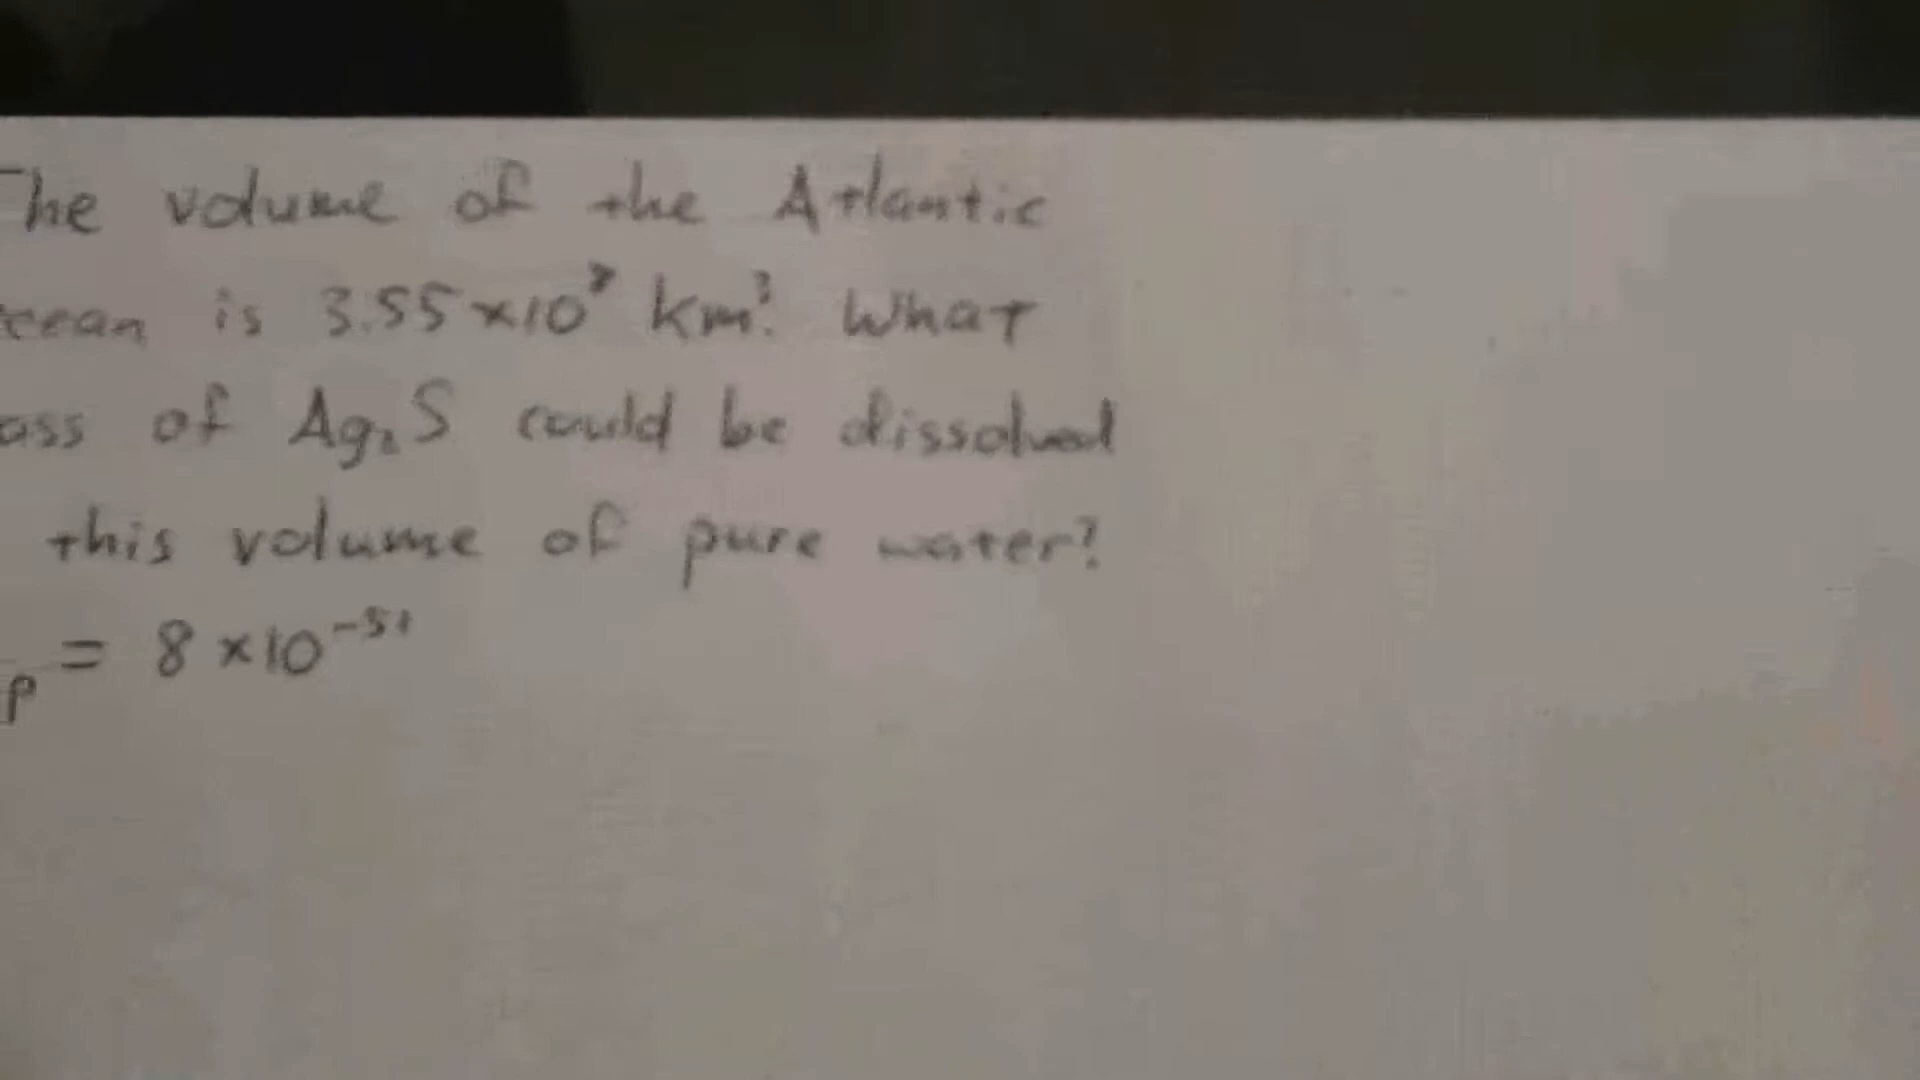 The volume of the Atlantic
cean is 3.55×10⁸ km³. What
ass of Ag₂S could be dissolved
this volume of pure water?
p = 8×10⁻⁵¹